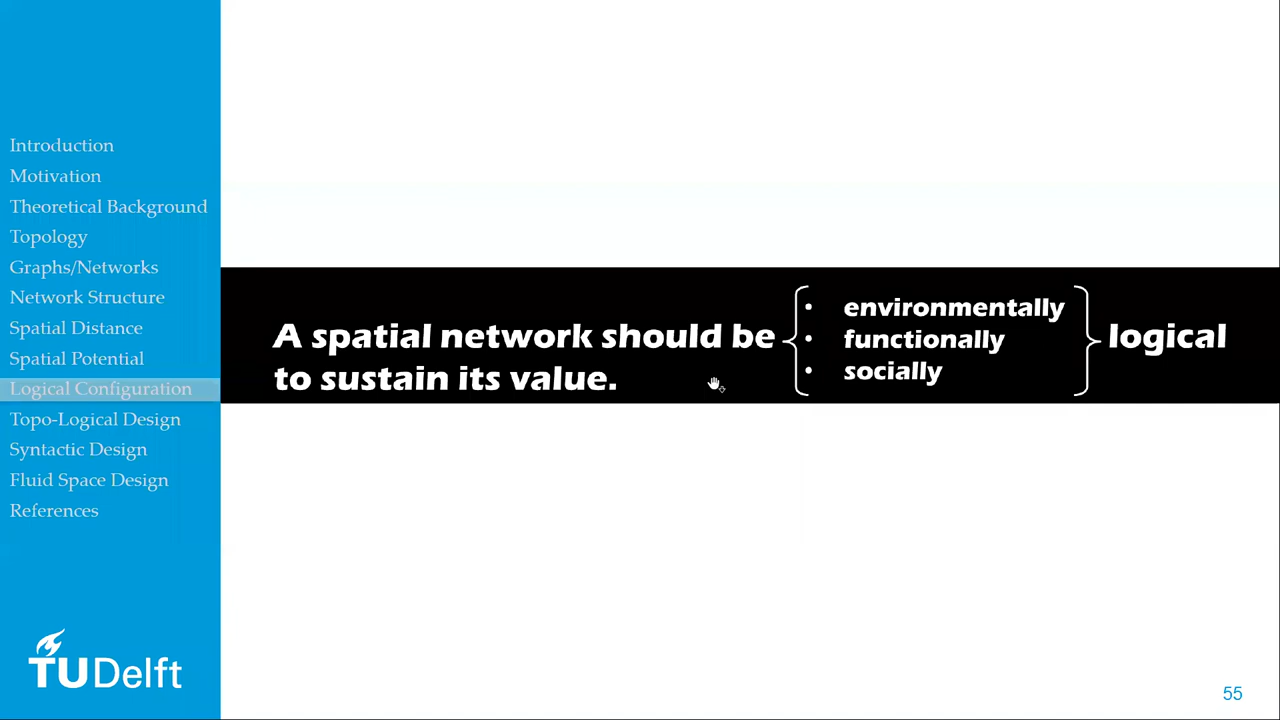 Introduction
Motivation
Theoretical Background
Topology
Graphs/Networks
Network Structure
Spatial Distance
Spatial Potential
Logical Configuration
Topo-Logical Design
Syntactic Design
Fluid Space Design
References
TUDelft
A spatial network should be
• environmentally
• functionally
• socially
logical
to sustain its value.
55